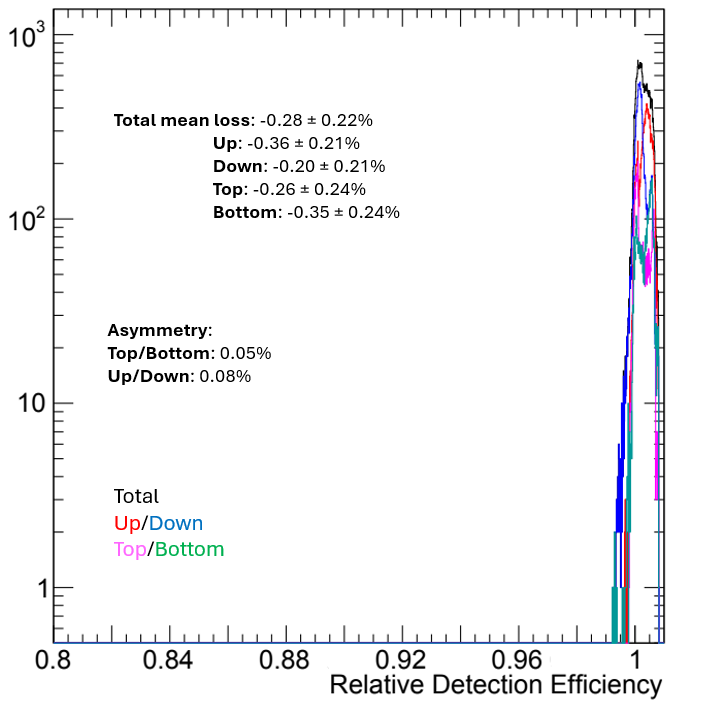 10³
Total mean loss: -0.28 ± 0.22%
Up: -0.36 ± 0.21%
Down: -0.20 ± 0.21%
Top: -0.26 ± 0.24%
Bottom: -0.35 ± 0.24%
10²
Asymmetry:
Top/Bottom: 0.05%
Up/Down: 0.08%
10
Total
Up/Down
Top/Bottom
1
0.8 0.84 0.88 0.92 0.96 1
Relative Detection Efficiency